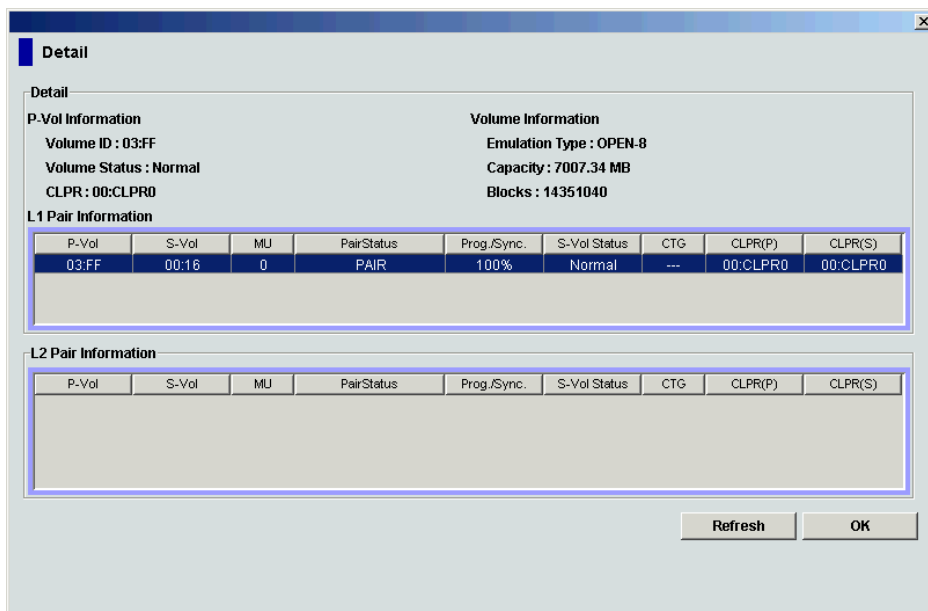 Detail
Detail
P-Vol Information
Volume Information
Volume ID : 03:FF
Emulation Type : OPEN-8
Volume Status : Normal
Capacity : 7007.34 MB
CLPR : 00:CLPR0
Blocks : 14351040
L1 Pair Information
P-Vol S-Vol MU PairStatus Prog./Sync. S-Vol Status CTG CLPR(P) CLPR(S)
03:FF 00:16 0 PAIR 100% Normal --- 00:CLPR0 00:CLPR0
L2 Pair Information
P-Vol S-Vol MU PairStatus Prog./Sync. S-Vol Status CTG CLPR(P) CLPR(S)
Refresh OK